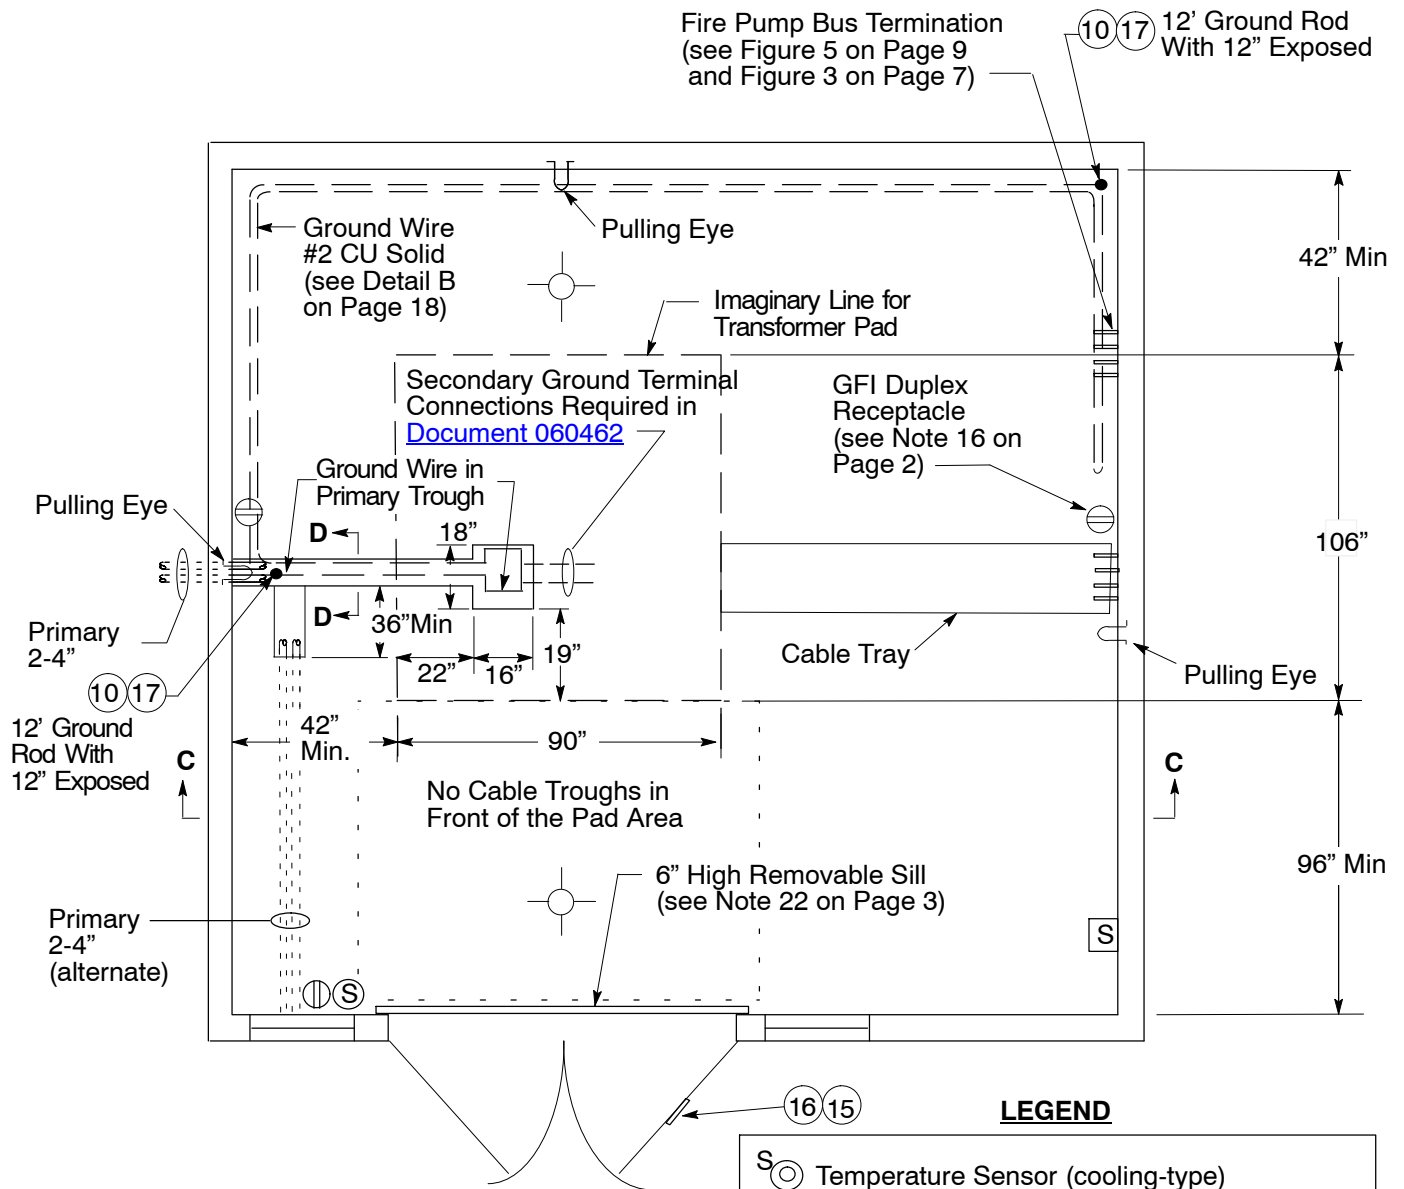 Fire Pump Bus Termination
(see Figure 5 on Page 9
and Figure 3 on Page 7)
10 17 12’ Ground Rod
With 12” Exposed
Ground Wire
#2 CU Solid
(see Detail B
on Page 18)
Pulling Eye
42” Min
Imaginary Line for
Transformer Pad
Secondary Ground Terminal
Connections Required in
Document 060462
GFI Duplex
Receptacle
(see Note 16 on
Page 2)
Ground Wire in
Primary Trough
Pulling Eye
D
18”
106”
D
36”Min
Primary
2-4”
22”
16”
19”
Cable Tray
Pulling Eye
10 17
12’ Ground
Rod With
12” Exposed
42”
Min.
90”
C
C
No Cable Troughs in
Front of the Pad Area
96” Min
6” High Removable Sill
(see Note 22 on Page 3)
Primary
2-4”
(alternate)
S
S
16 15
LEGEND
S Temperature Sensor (cooling-type)